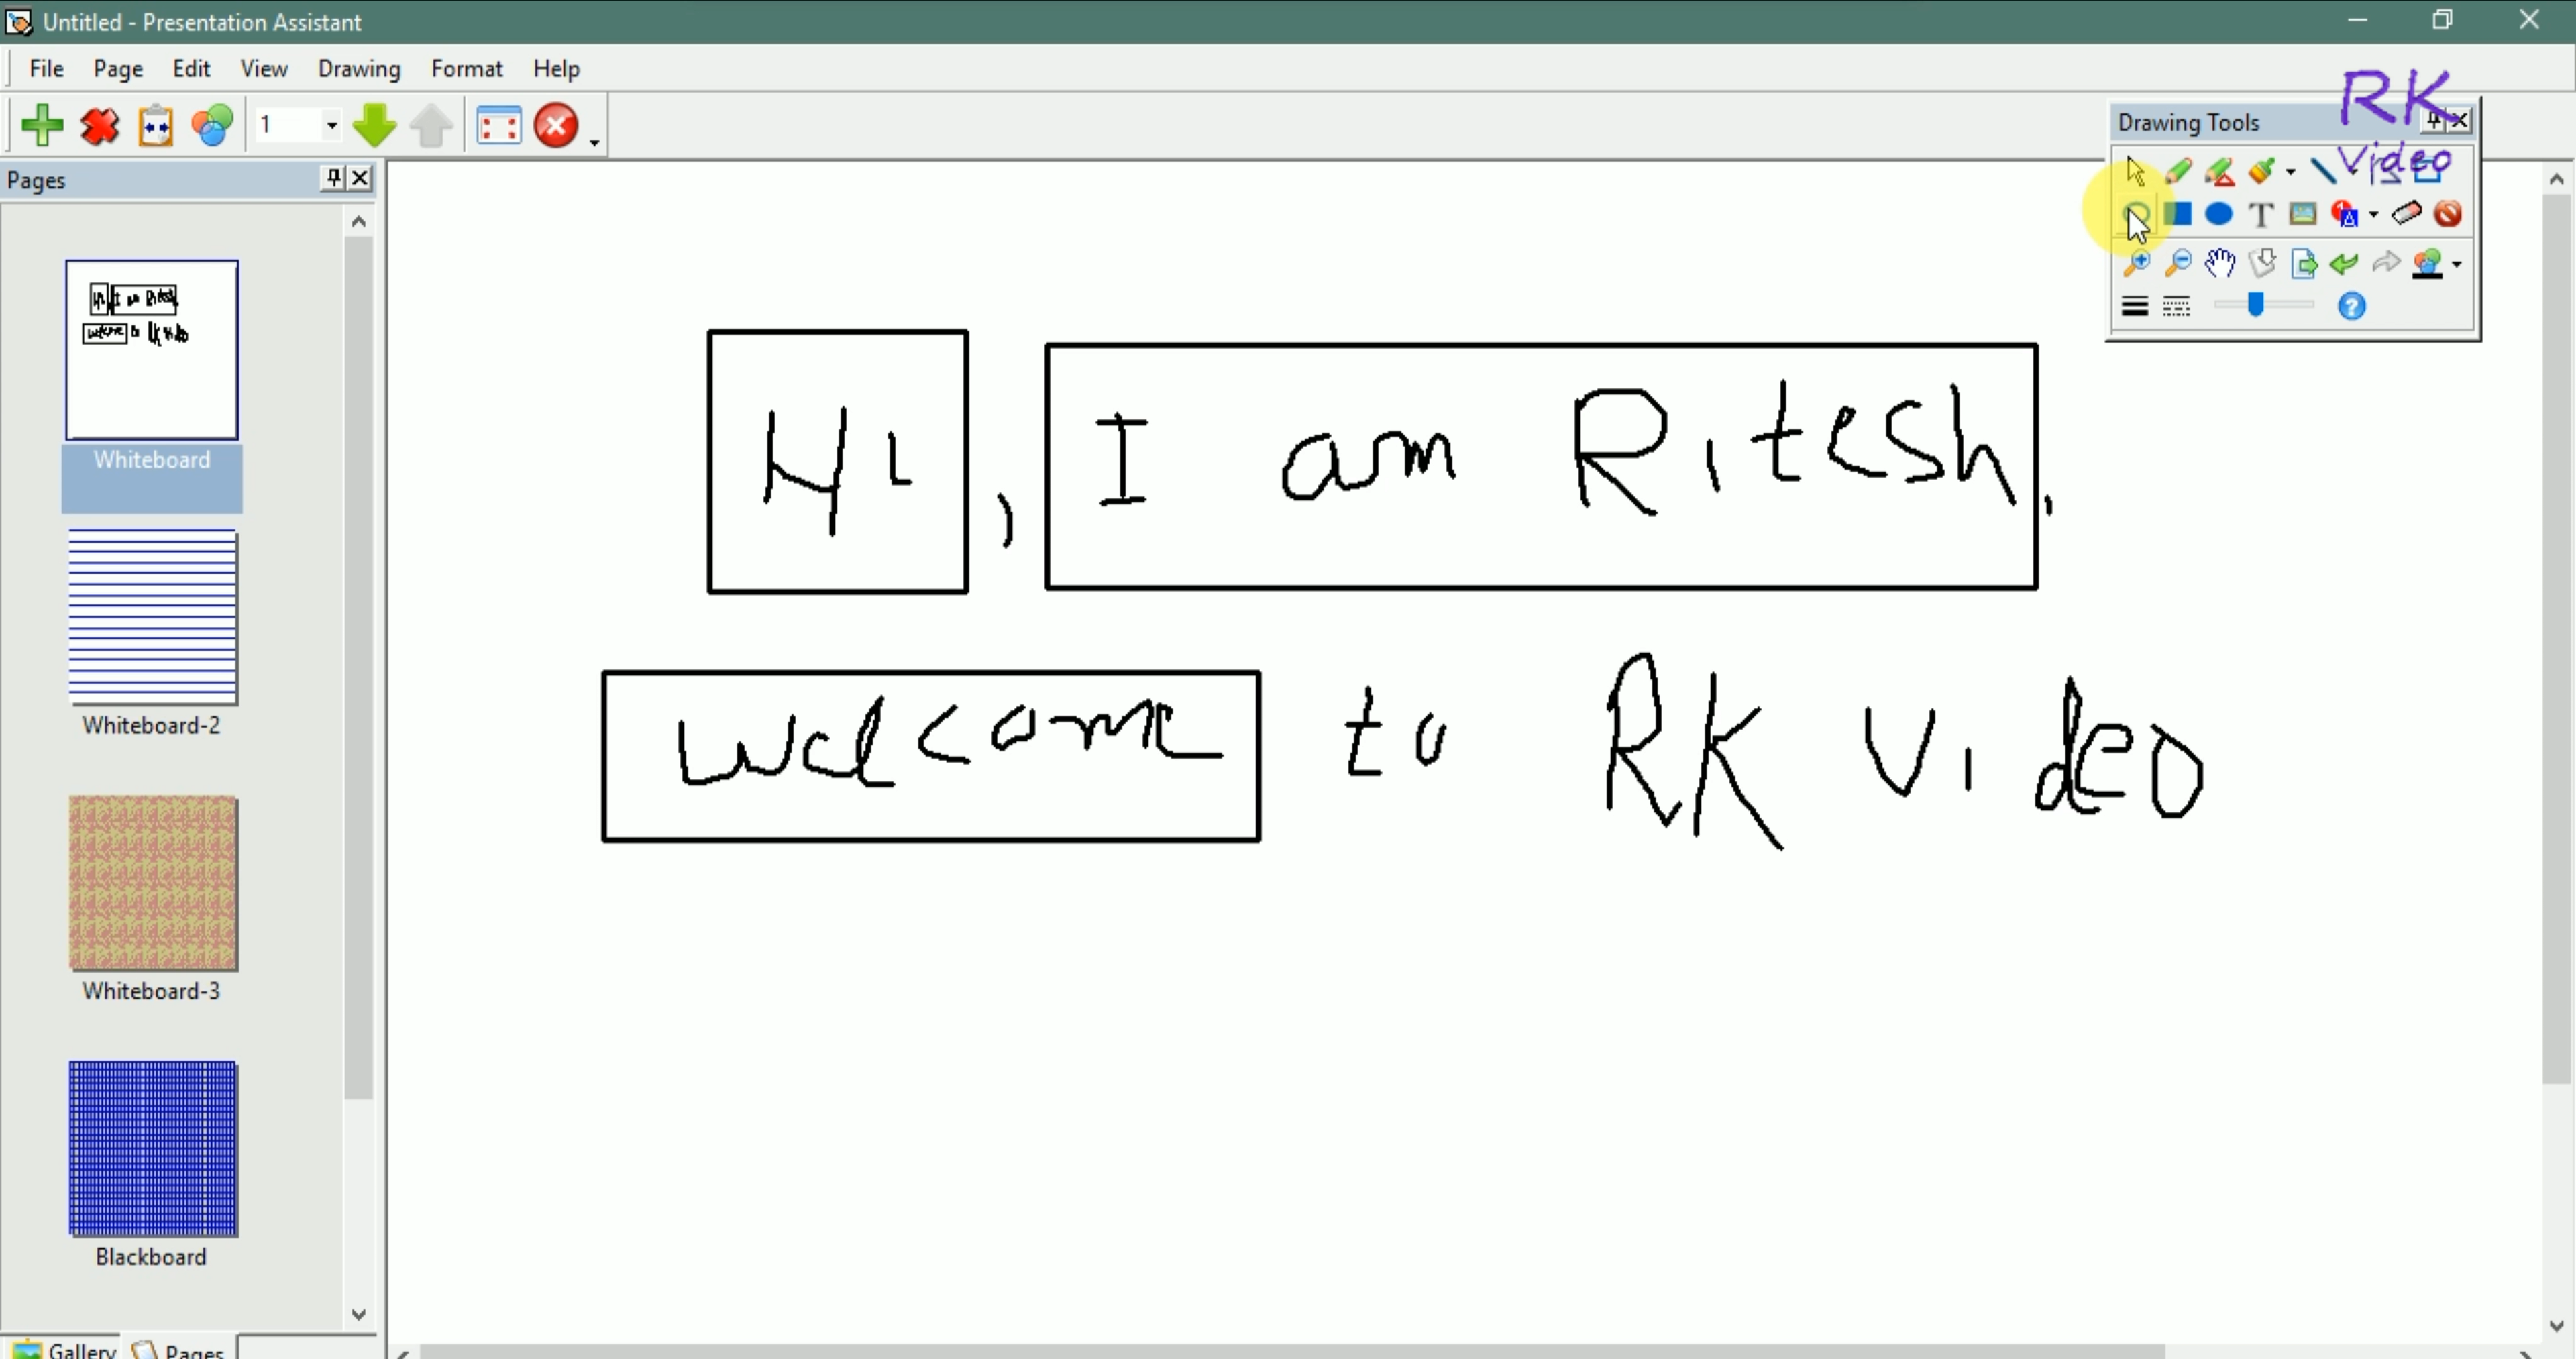 Untitled - Presentation Assistant
File Page Edit View Drawing Format Help
RK
Video
1
Drawing Tools
Pages
T
Hi, I am Ritesh.
Welcome to RK Video
Whiteboard
Whiteboard-2
Whiteboard-3
Blackboard
Gallery Pages